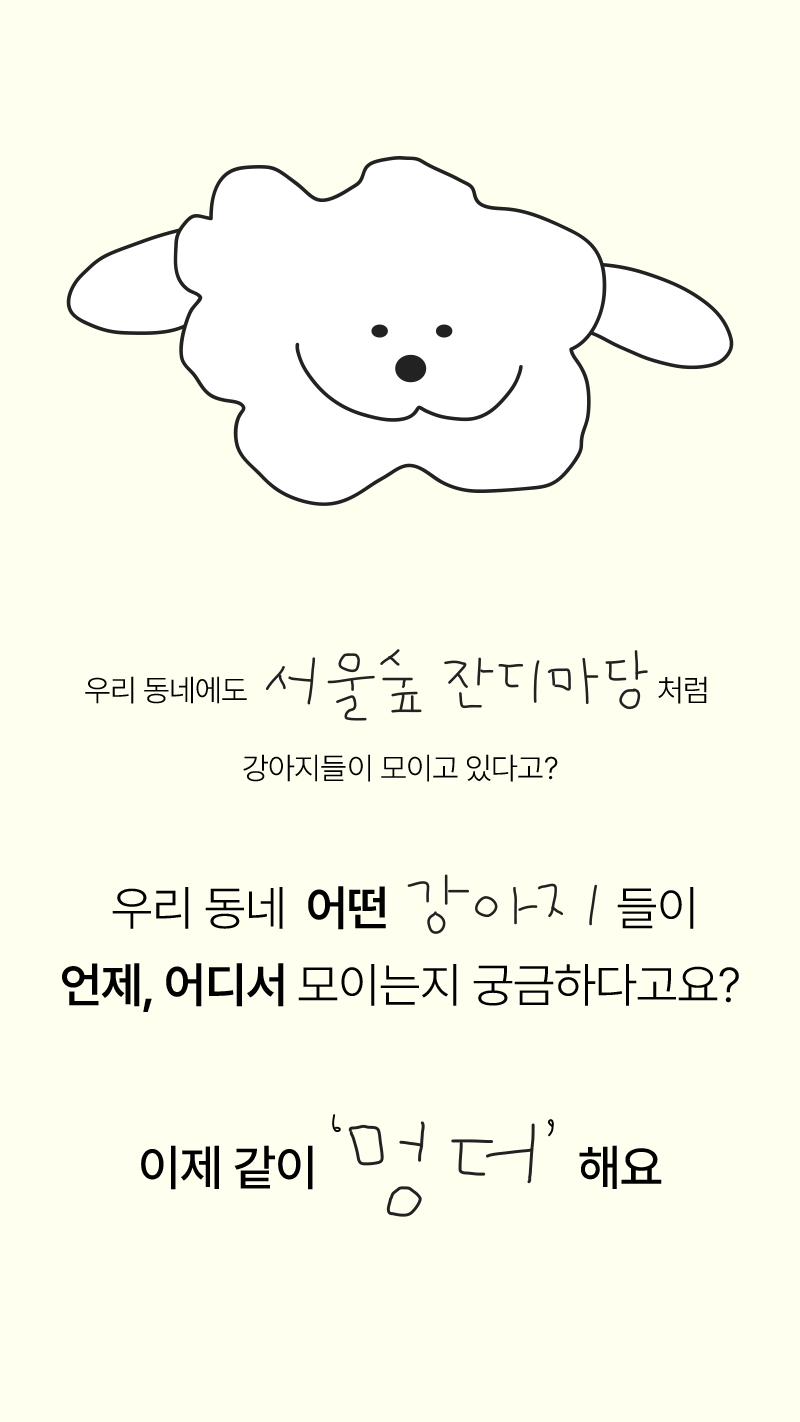 우리 동네에도 서울숲 잔디마당 처럼
강아지들이 모이고 있다고?
우리 동네 어떤 강아지 들이
언제, 어디서 모이는지 궁금하다고요?
이제 같이 ‘멍더’ 해요